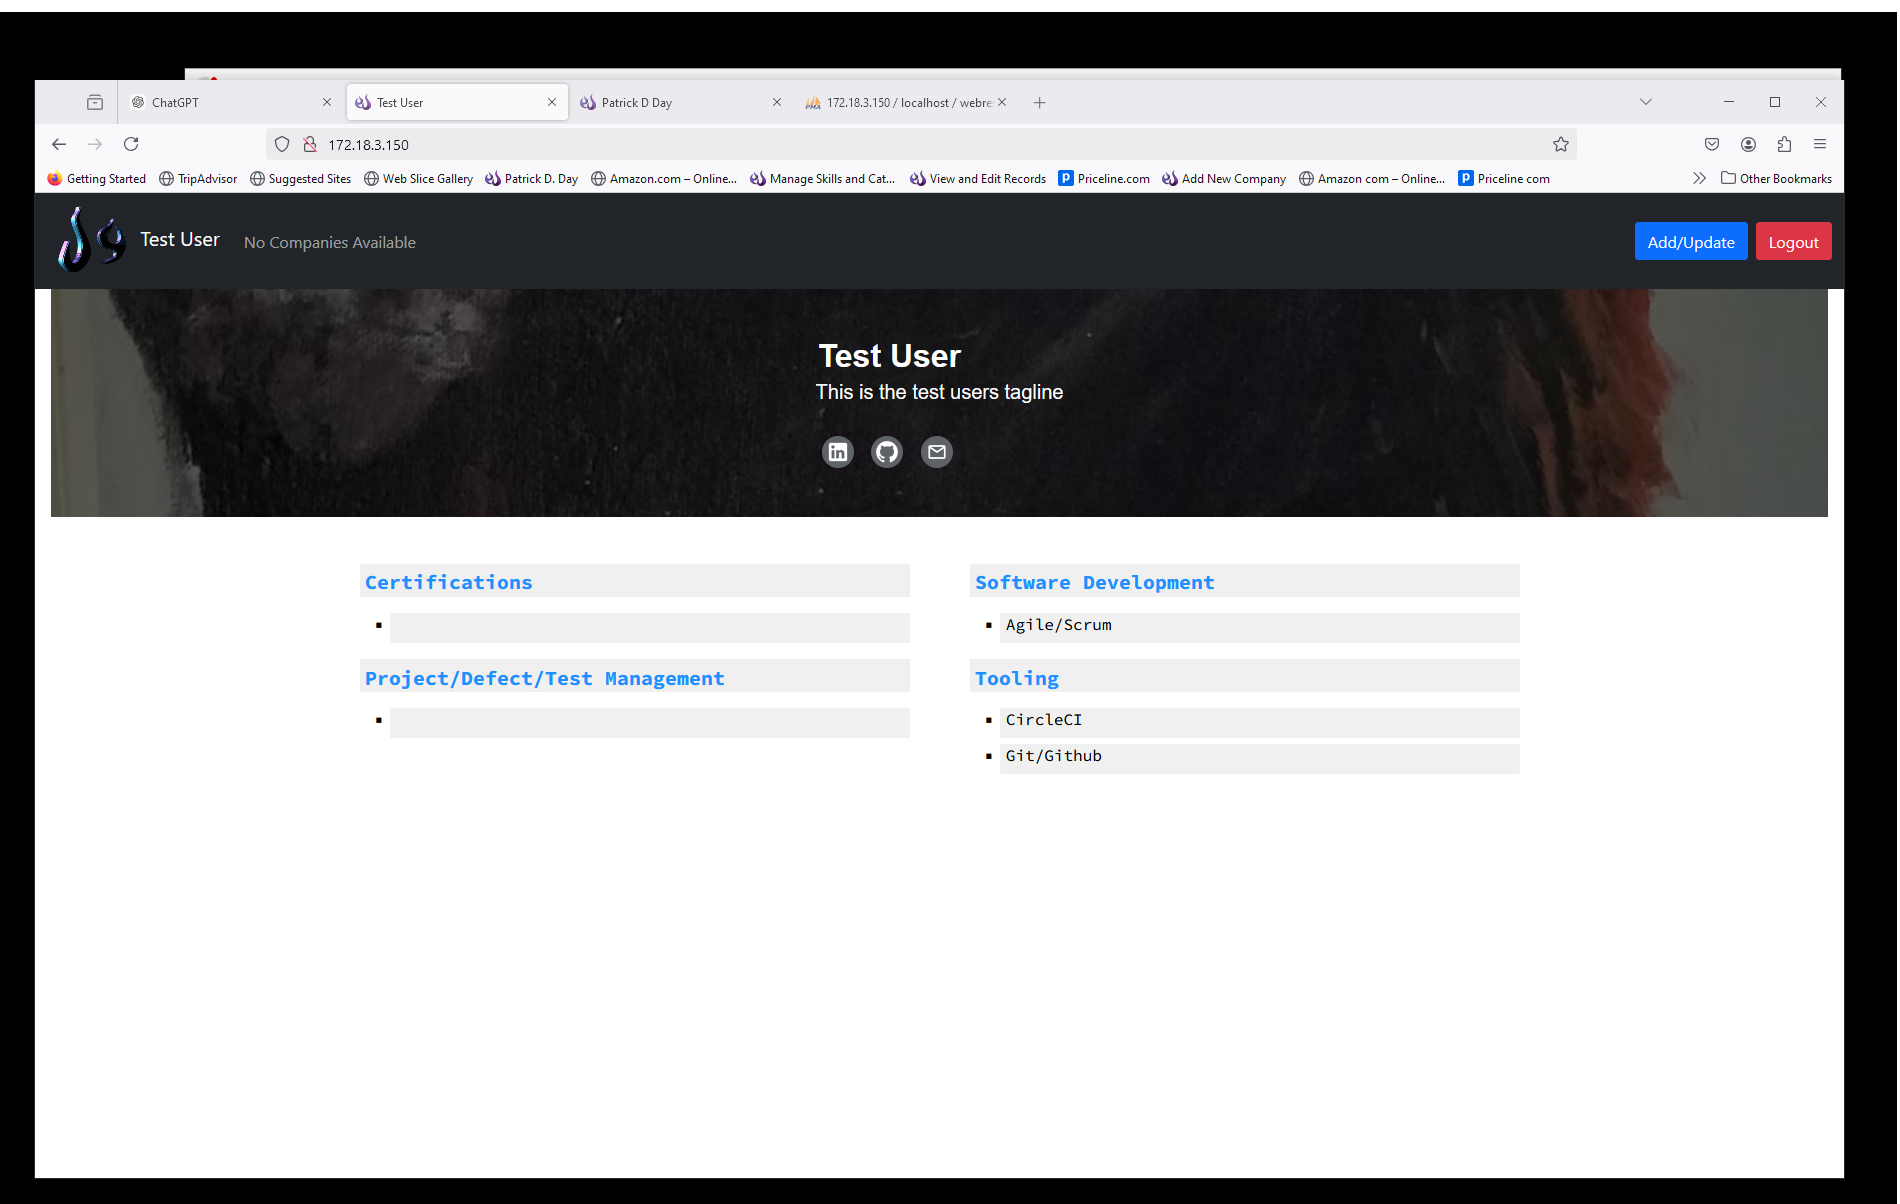 ChatGPT
Test User
Patrick D Day
172.18.3.150 / localhost / webre
172.18.3.150
Getting Started
TripAdvisor
Suggested Sites
Web Slice Gallery
Patrick D. Day
Amazon.com – Online...
Manage Skills and Cat...
View and Edit Records
Priceline.com
Add New Company
Amazon com – Online...
Priceline com
Other Bookmarks
Test User
No Companies Available
Add/Update
Logout
Test User
This is the test users tagline
Certifications
Project/Defect/Test Management
Software Development
Agile/Scrum
Tooling
CircleCI
Git/Github